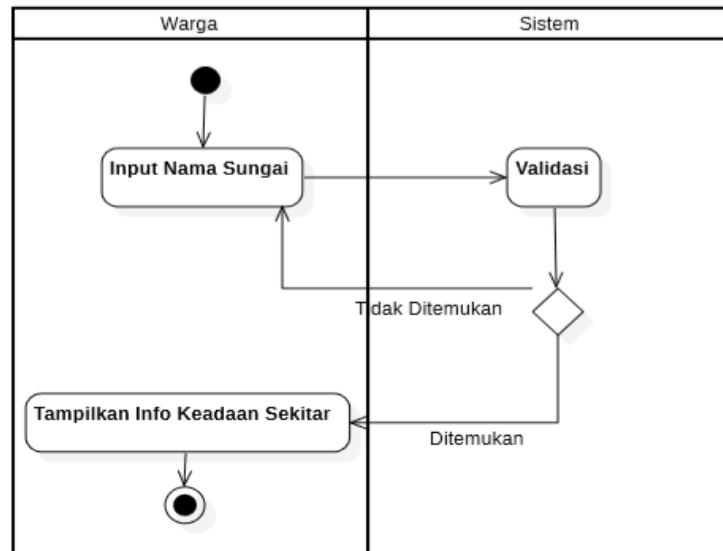 Warga
Sistem
Input Nama Sungai
Validasi
Tidak Ditemukan
Tampilkan Info Keadaan Sekitar
Ditemukan